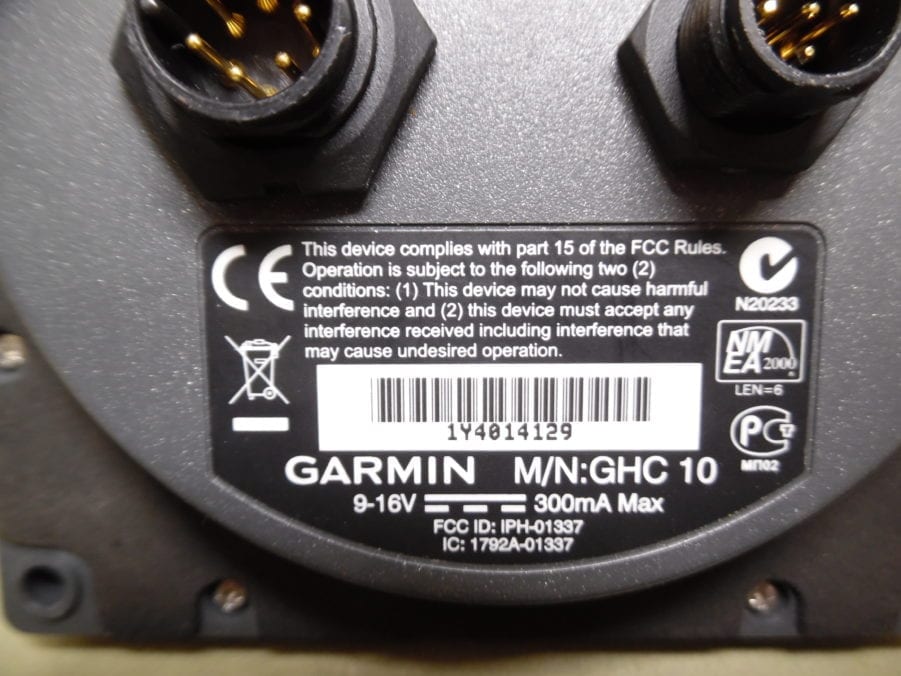 This device complies with part 15 of the FCC Rules.
Operation is subject to the following two (2)
conditions: (1) This device may not cause harmful
interference and (2) this device must accept any
interference received including interference that
may cause undesired operation.
CE
N20233
NMEA 2000
LEN=6
PC
МП02
1Y4014129
GARMIN M/N:GHC 10
9-16V 300mA Max
FCC ID: IPH-01337
IC: 1792A-01337